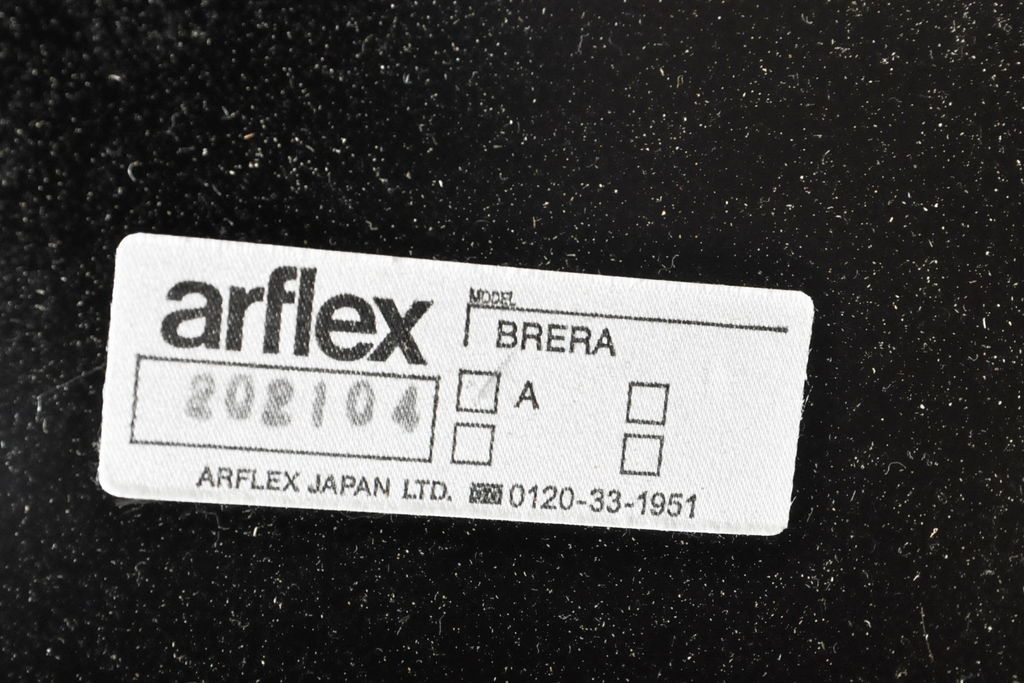 arflex
MODEL
BRERA
202104
A
ARFLEX JAPAN LTD. 0120-33-1951